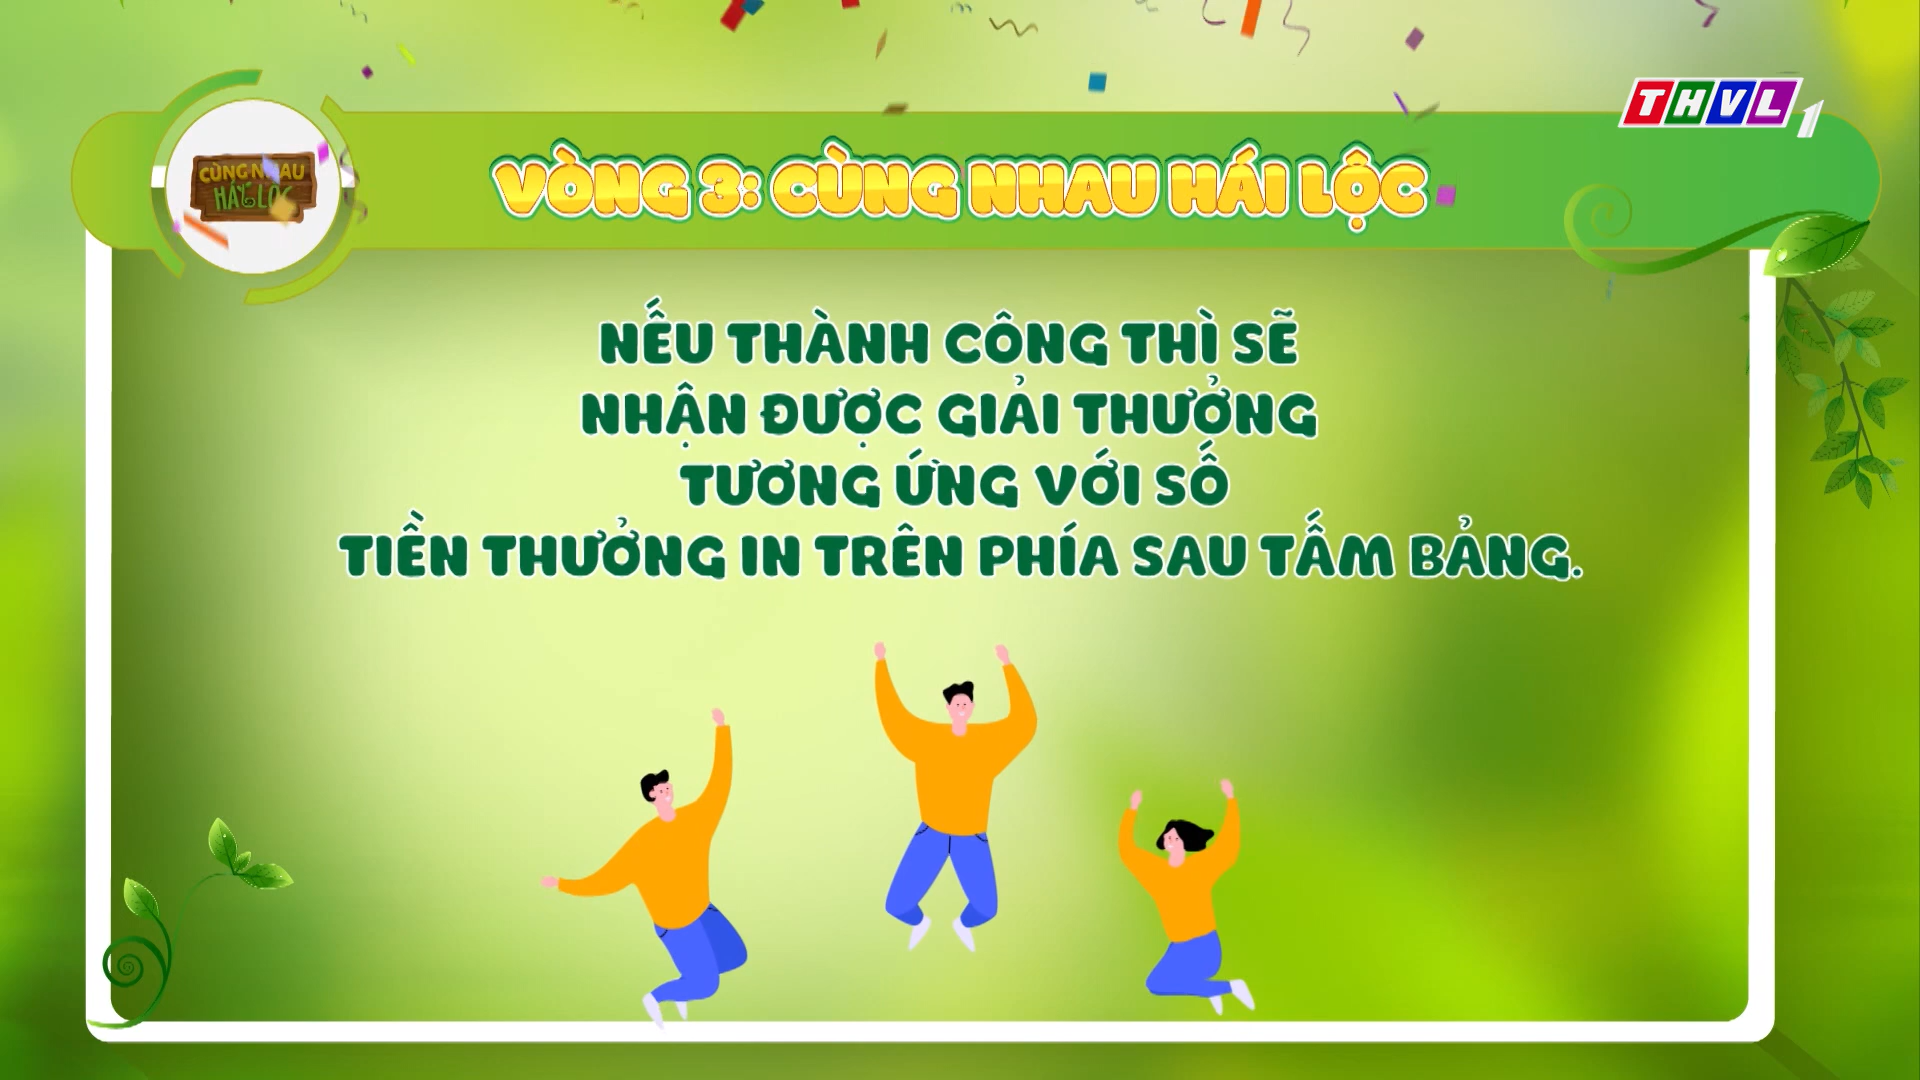 THVL1
CÙNG NHAU
HÁI LỘC
VÒNG 3: CÙNG NHAU HÁI LỘC
NẾU THÀNH CÔNG THÌ SẼ
NHẬN ĐƯỢC GIẢI THƯỞNG
TƯƠNG ỨNG VỚI SỐ
TIỀN THƯỞNG IN TRÊN PHÍA SAU TẤM BẢNG.